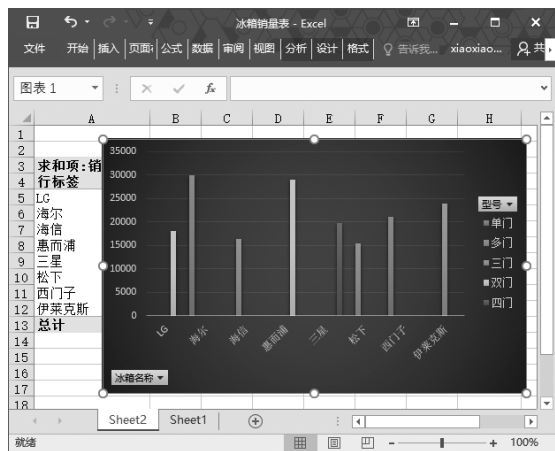 冰箱销量表 - Excel
文件 开始 插入 页面 公式 数据 审阅 视图 分析 设计 格式 告诉我... xiaoxiao... 共
图表 1 fx
A B C D E F G H
1
2
3 求和项:销
4 行标签
5 LG
6 海尔
7 海信
8 惠而浦
9 三星
10 松下
11 西门子
12 伊莱克斯
13 总计
14
15
16
17
18
35000
30000
25000
20000
15000
10000
5000
0
LG 海尔 海信 惠而浦 三星 松下 西门子 伊莱克斯
型号
单门
多门
三门
双门
四门
冰箱名称
Sheet2 Sheet1
就绪 100%